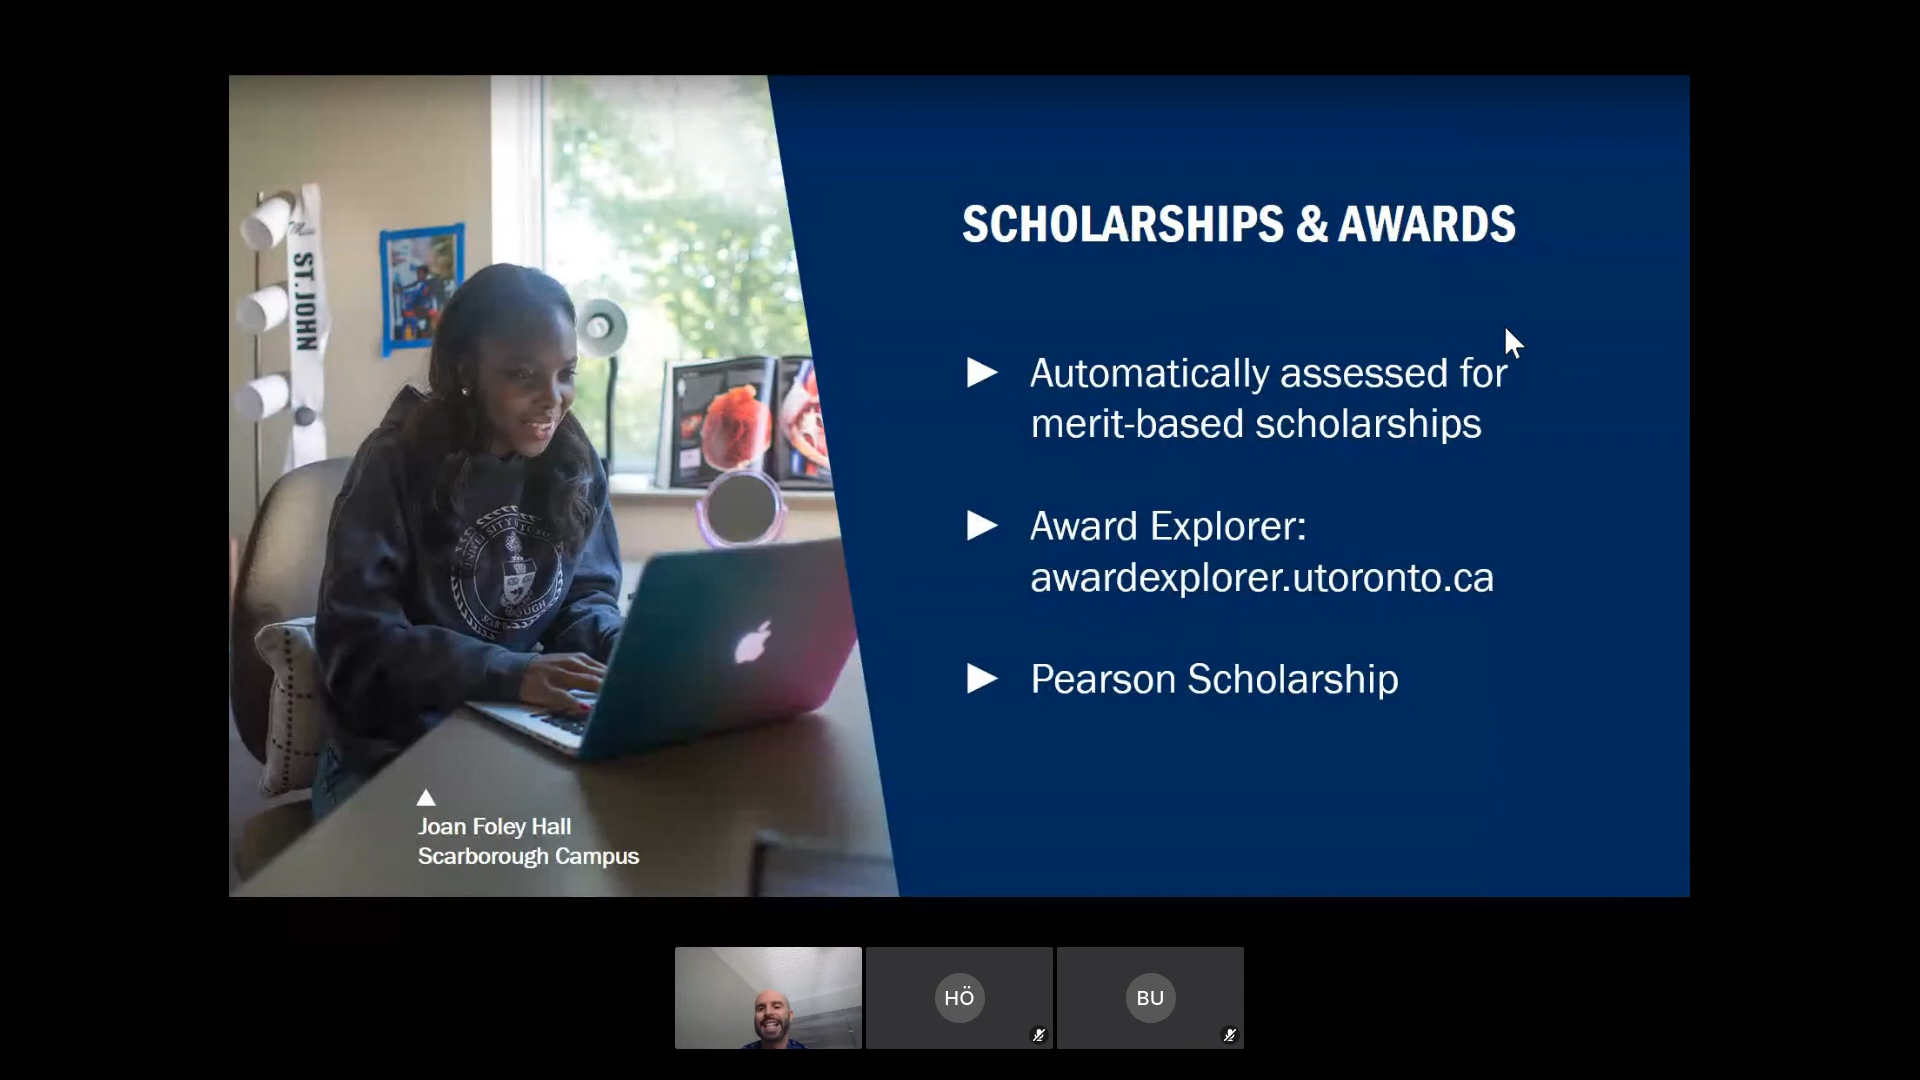 SCHOLARSHIPS & AWARDS
Automatically assessed for
merit-based scholarships
Award Explorer:
awardexplorer.utoronto.ca
Pearson Scholarship
ST.JOHN
Joan Foley Hall
Scarborough Campus
HÖ
BU